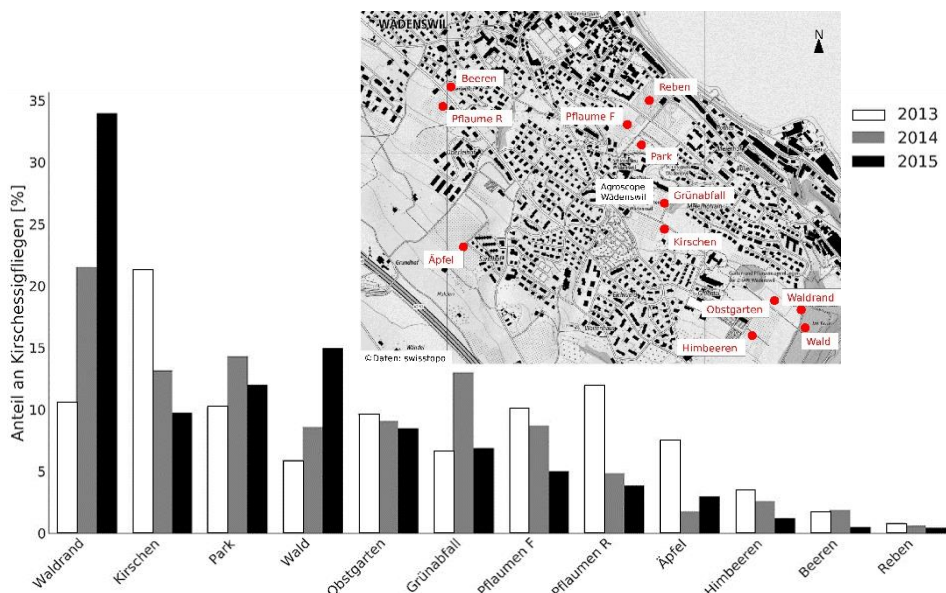 WÄDENSWIL
N
Beeren
Reben
Pflaume R
Pflaume F
Park
Agroscope
Wädenswil
Grünabfall
Kirschen
Äpfel
Obstgarten
Waldrand
Himbeeren
Wald
©Daten: swisstopo
2013
2014
2015
Anteil an Kirschessigfliegen [%]
35
30
25
20
15
10
5
0
Waldrand
Kirschen
Park
Wald
Obstgarten
Grünabfall
Pflaumen F
Pflaumen R
Äpfel
Himbeeren
Beeren
Reben